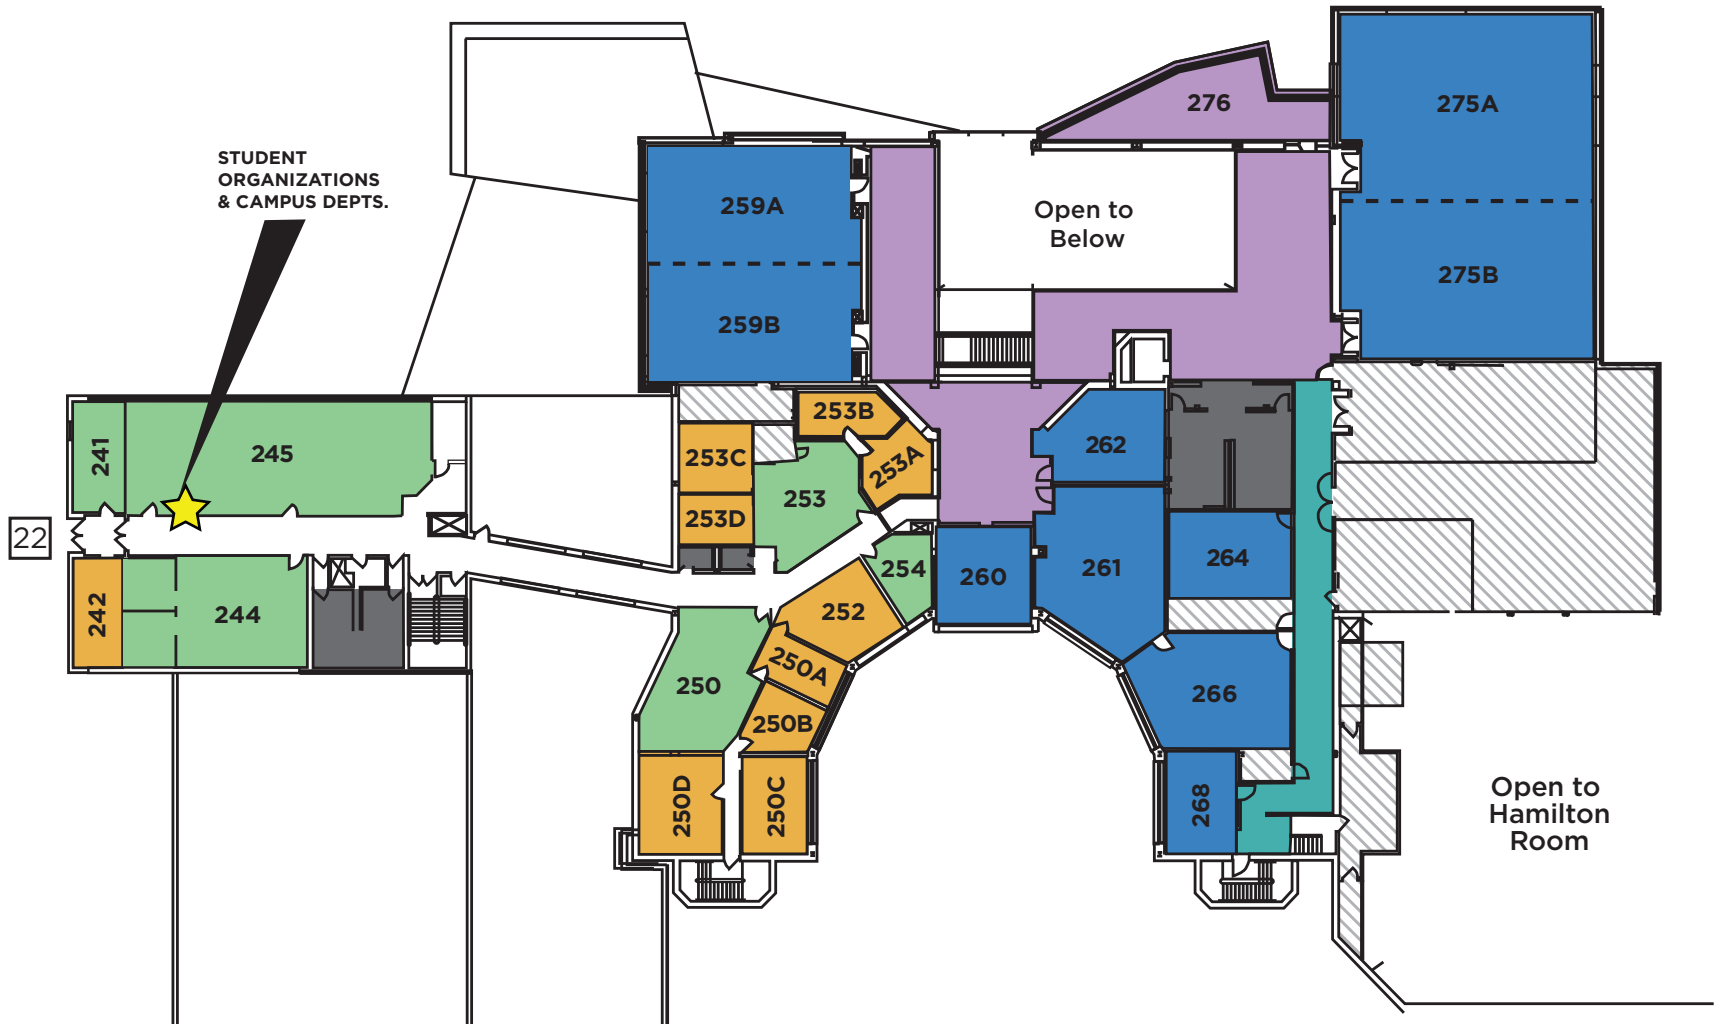 276
275A
STUDENT
ORGANIZATIONS
& CAMPUS DEPTS.
259A
Open to
Below
275B
259B
253B
241
245
253C
253A
262
253
253D
22
264
261
254
260
242
244
252
250A
250
266
250B
250D
250C
268
Open to
Hamilton
Room